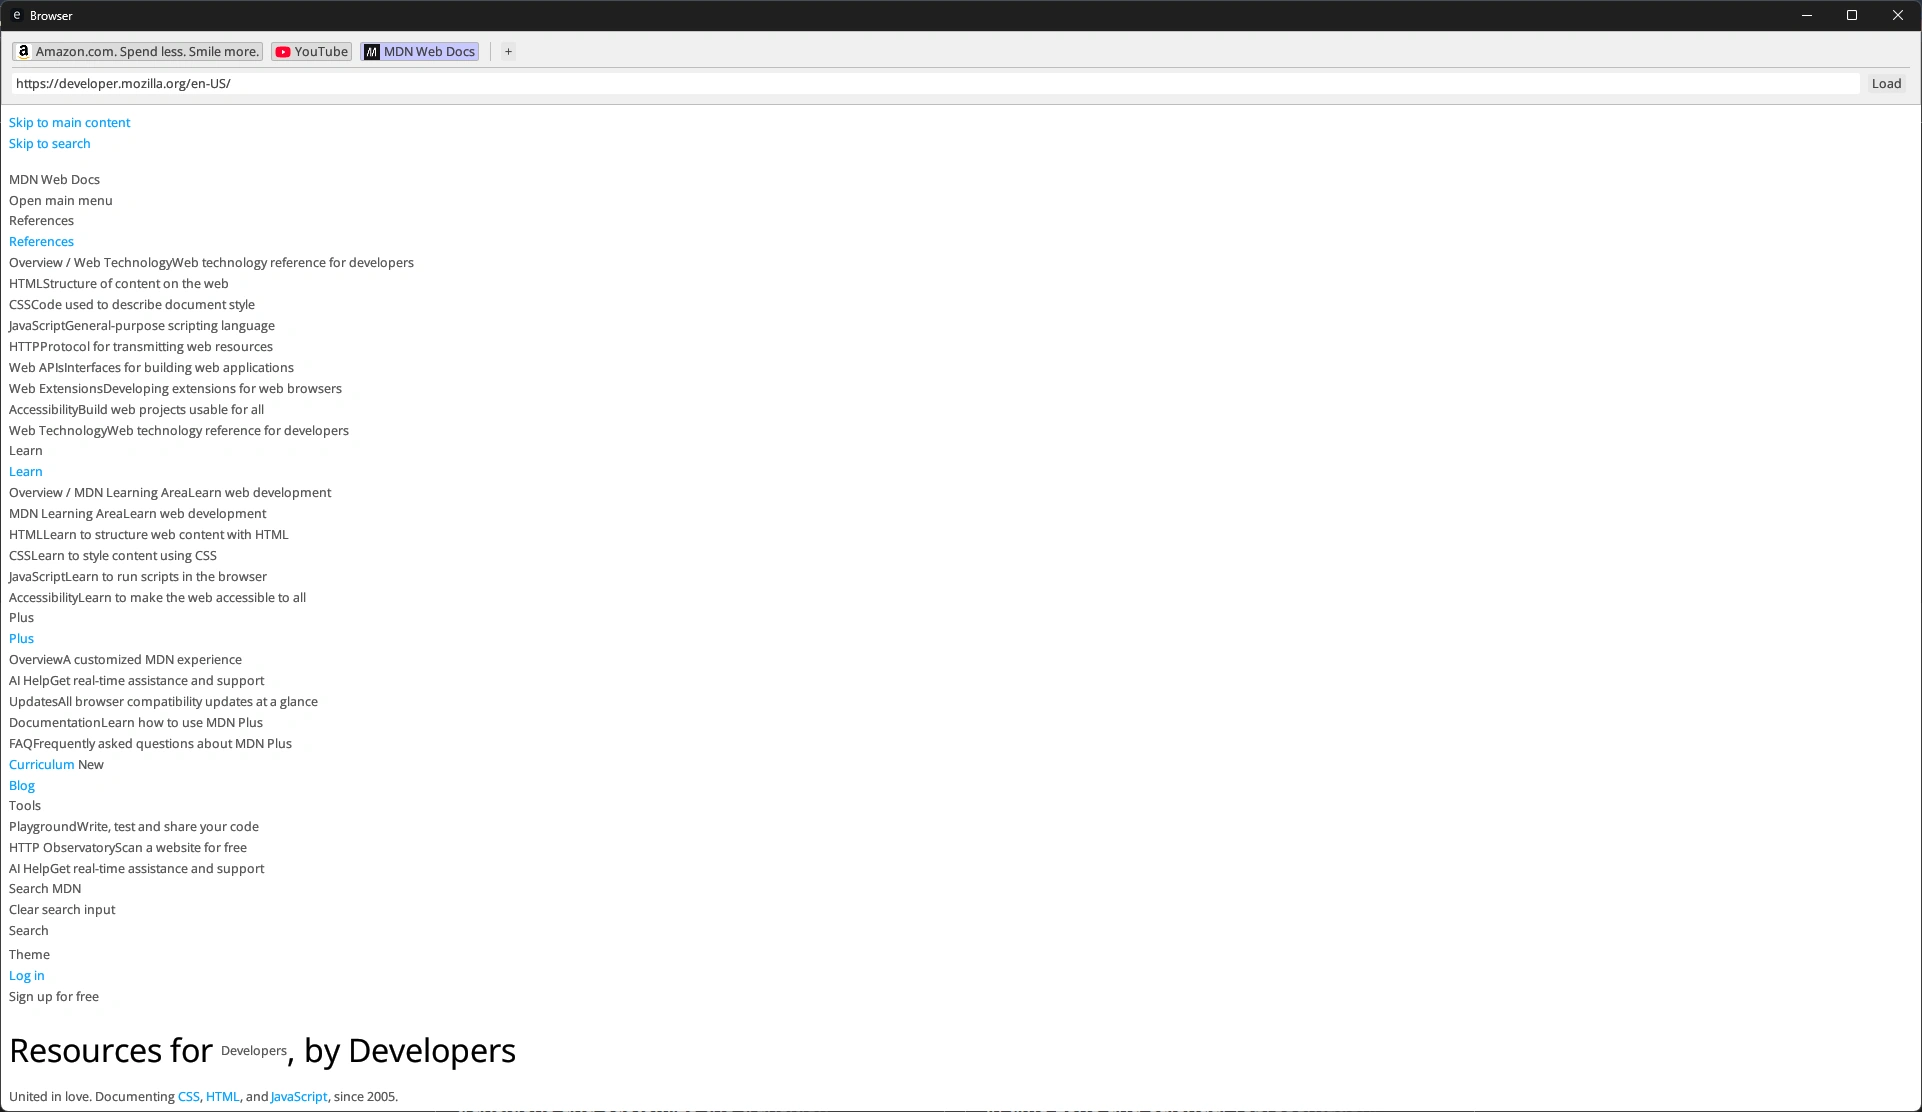 e Browser
Amazon.com. Spend less. Smile more. YouTube MDN Web Docs +
https://developer.mozilla.org/en-US/ Load
Skip to main content
Skip to search
MDN Web Docs
Open main menu
References
References
Overview / Web TechnologyWeb technology reference for developers
HTMLStructure of content on the web
CSSCode used to describe document style
JavaScriptGeneral-purpose scripting language
HTTPProtocol for transmitting web resources
Web APIsInterfaces for building web applications
Web ExtensionsDeveloping extensions for web browsers
AccessibilityBuild web projects usable for all
Web TechnologyWeb technology reference for developers
Learn
Learn
Overview / MDN Learning AreaLearn web development
MDN Learning AreaLearn web development
HTMLLearn to structure web content with HTML
CSSLearn to style content using CSS
JavaScriptLearn to run scripts in the browser
AccessibilityLearn to make the web accessible to all
Plus
Plus
OverviewA customized MDN experience
AI HelpGet real-time assistance and support
UpdatesAll browser compatibility updates at a glance
DocumentationLearn how to use MDN Plus
FAQFrequently asked questions about MDN Plus
Curriculum New
Blog
Tools
PlaygroundWrite, test and share your code
HTTP ObservatoryScan a website for free
AI HelpGet real-time assistance and support
Search MDN
Clear search input
Search
Theme
Log in
Sign up for free
Resources for Developers, by Developers
United in love. Documenting CSS, HTML, and JavaScript, since 2005.